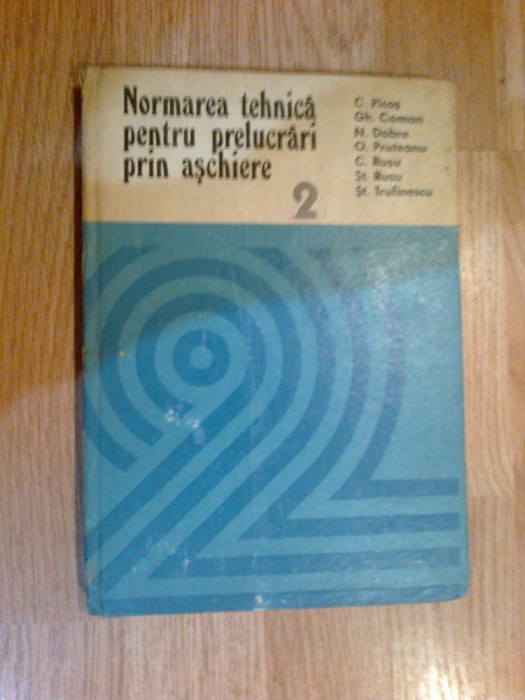 Normarea tehnică
pentru prelucrări
prin așchiere
2
C. Picoș
Gh. Coman
N. Dobre
O. Pruteanu
C. Rusu
Șt. Rusu
Șt. Trufinescu